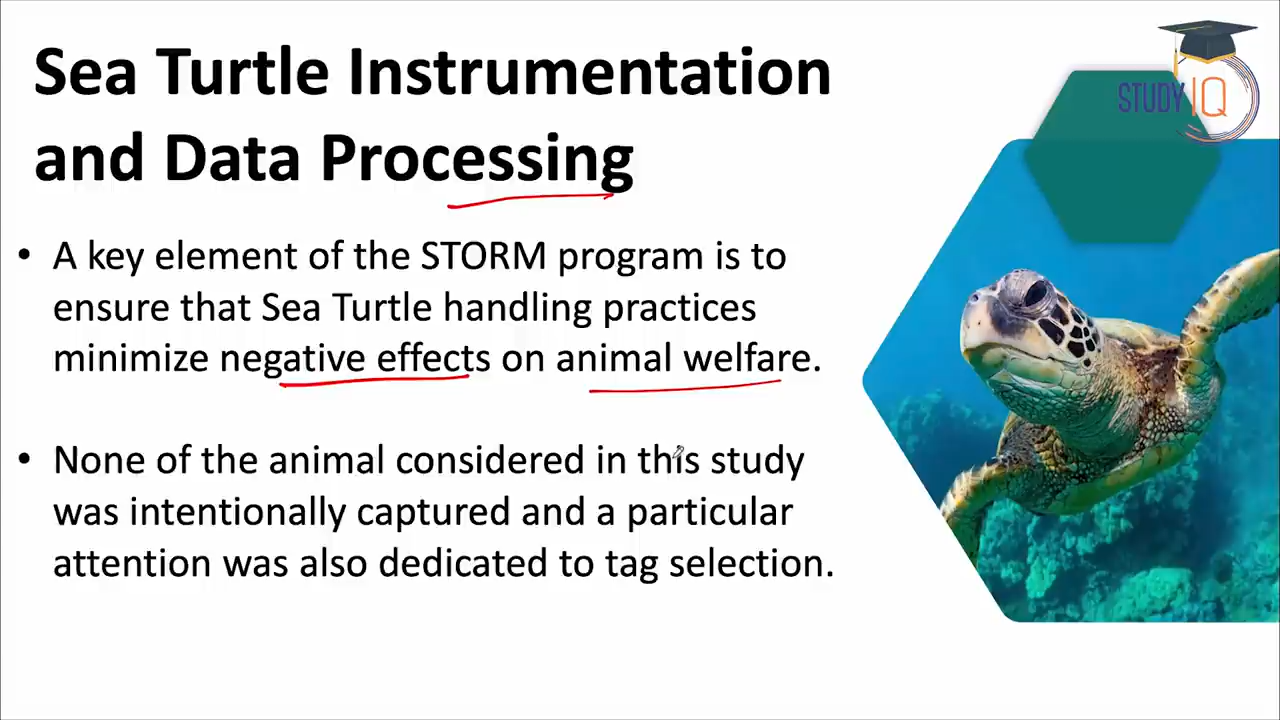 Sea Turtle Instrumentation
and Data Processing
STUDY IQ
• A key element of the STORM program is to
ensure that Sea Turtle handling practices
minimize negative effects on animal welfare.
• None of the animal considered in this study
was intentionally captured and a particular
attention was also dedicated to tag selection.